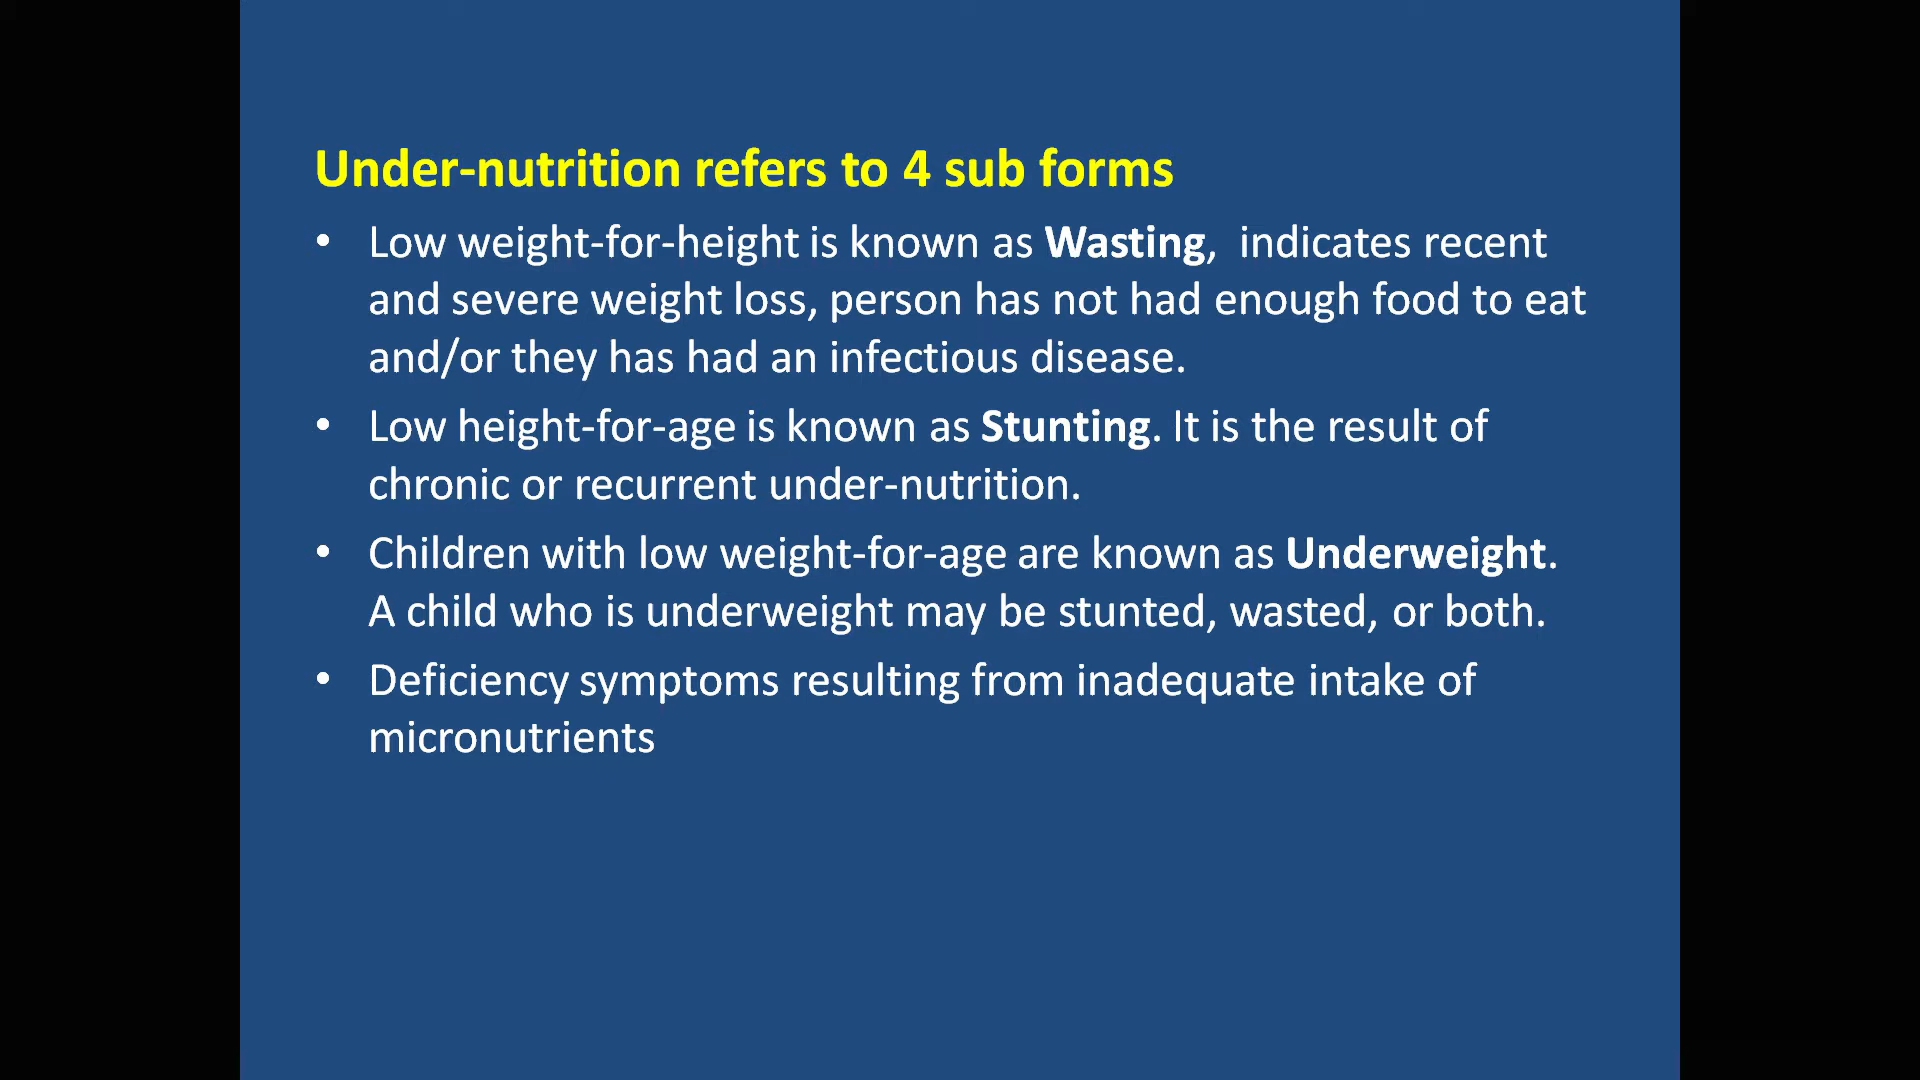 Under-nutrition refers to 4 sub forms
• Low weight-for-height is known as Wasting,  indicates recent
and severe weight loss, person has not had enough food to eat
and/or they has had an infectious disease.
• Low height-for-age is known as Stunting. It is the result of
chronic or recurrent under-nutrition.
• Children with low weight-for-age are known as Underweight.
A child who is underweight may be stunted, wasted, or both.
• Deficiency symptoms resulting from inadequate intake of
micronutrients